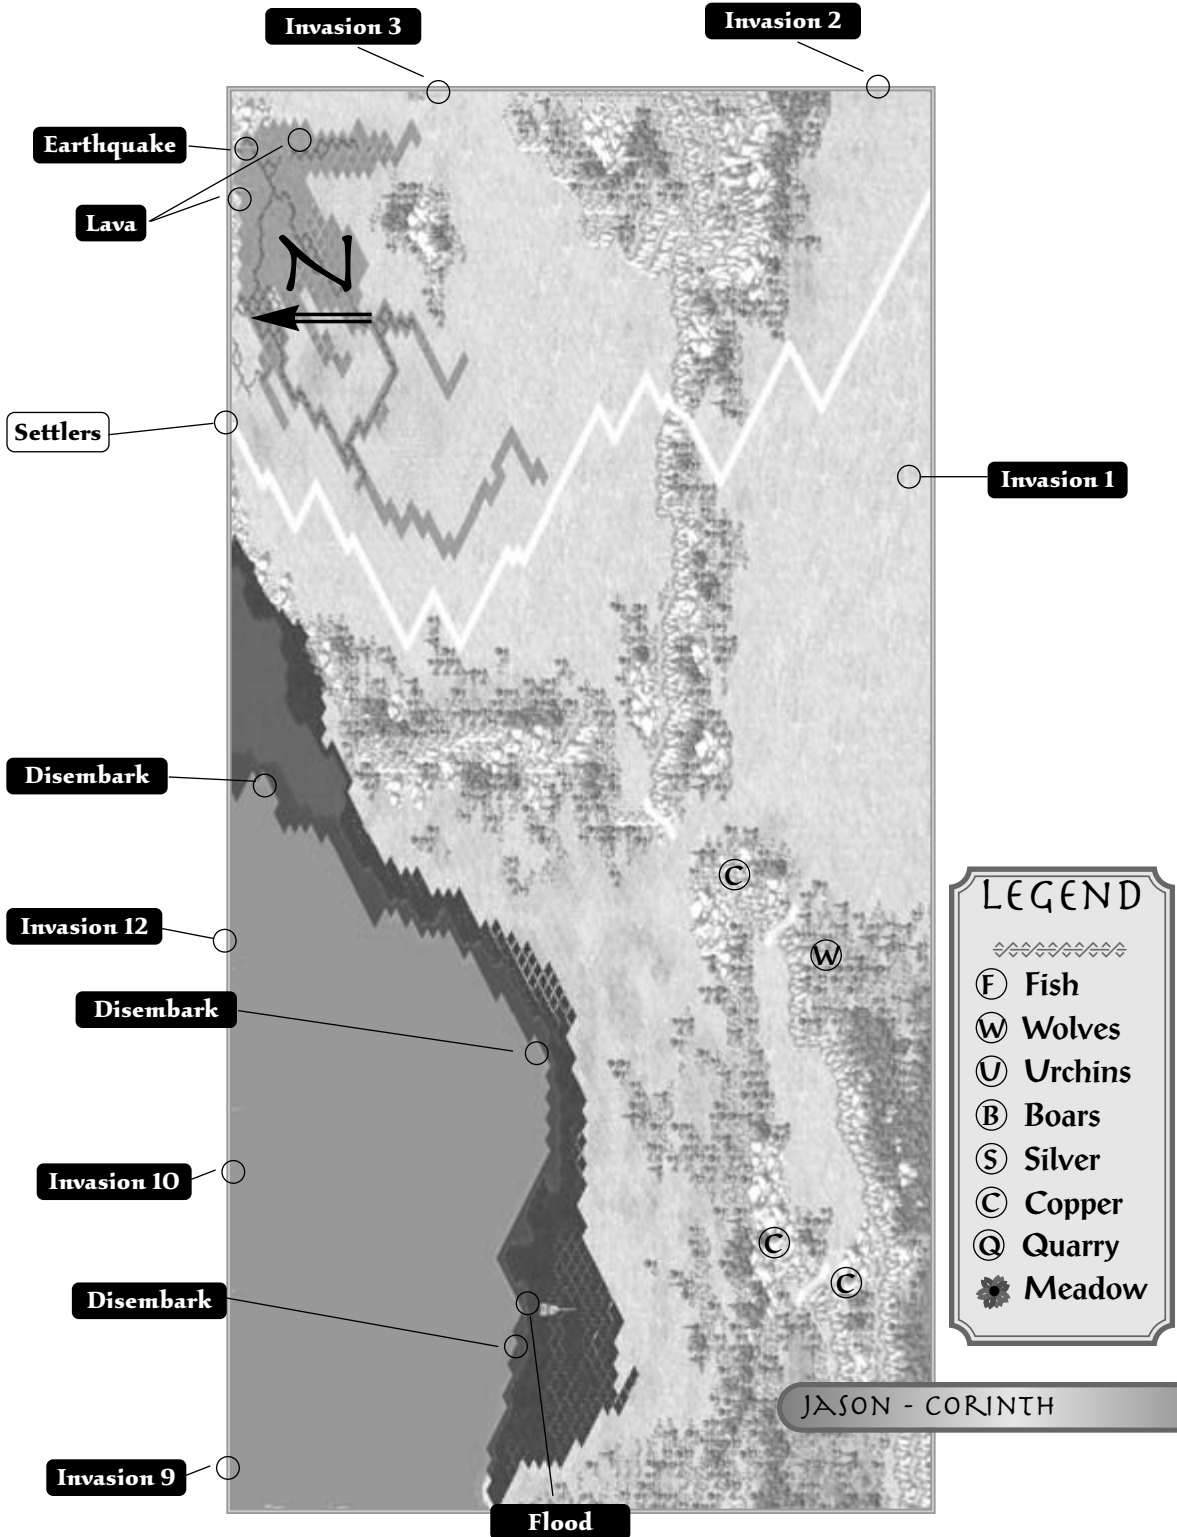 Invasion 3
Invasion 2
Earthquake
Lava
N
Settlers
Invasion 1
Disembark
C
LEGEND
Invasion 12
W
F Fish
Disembark
W Wolves
U Urchins
B Boars
S Silver
Invasion 10
C Copper
C
Q Quarry
C
Meadow
Disembark
JASON - CORINTH
Invasion 9
Flood